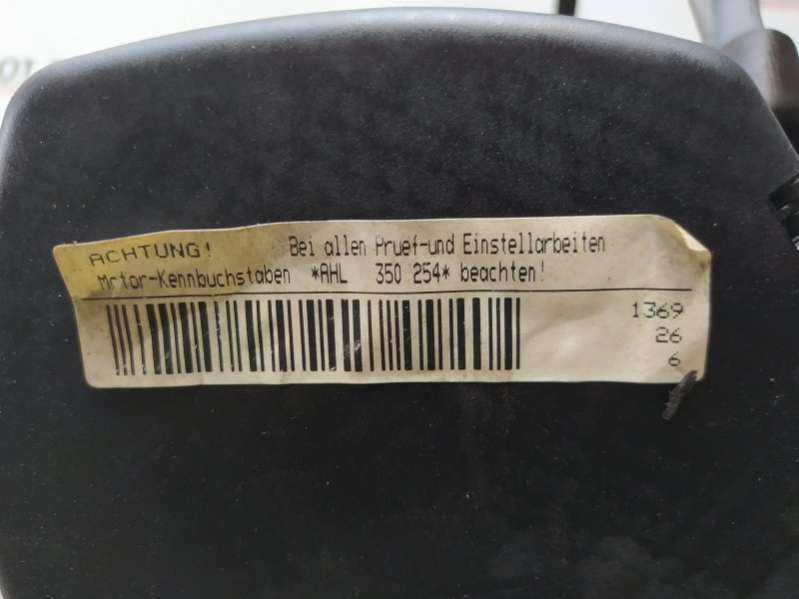 ACHTUNG! Bei allen Pruef-und Einstellarbeiten
Motor-Kennbuchstaben *AHL 350 254* beachten!
1369
26
6